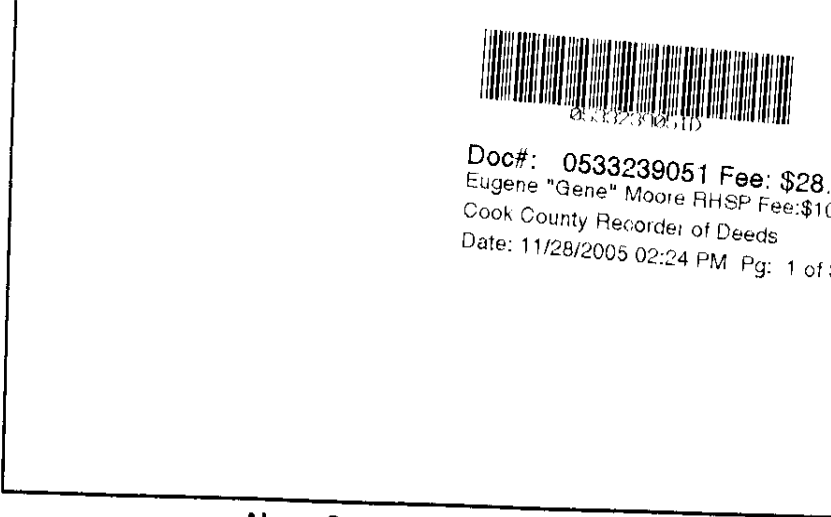 0533239051D
Doc#: 0533239051 Fee: $28.
Eugene "Gene" Moore RHSP Fee:$10
Cook County Recorder of Deeds
Date: 11/28/2005 02:24 PM Pg: 1 of